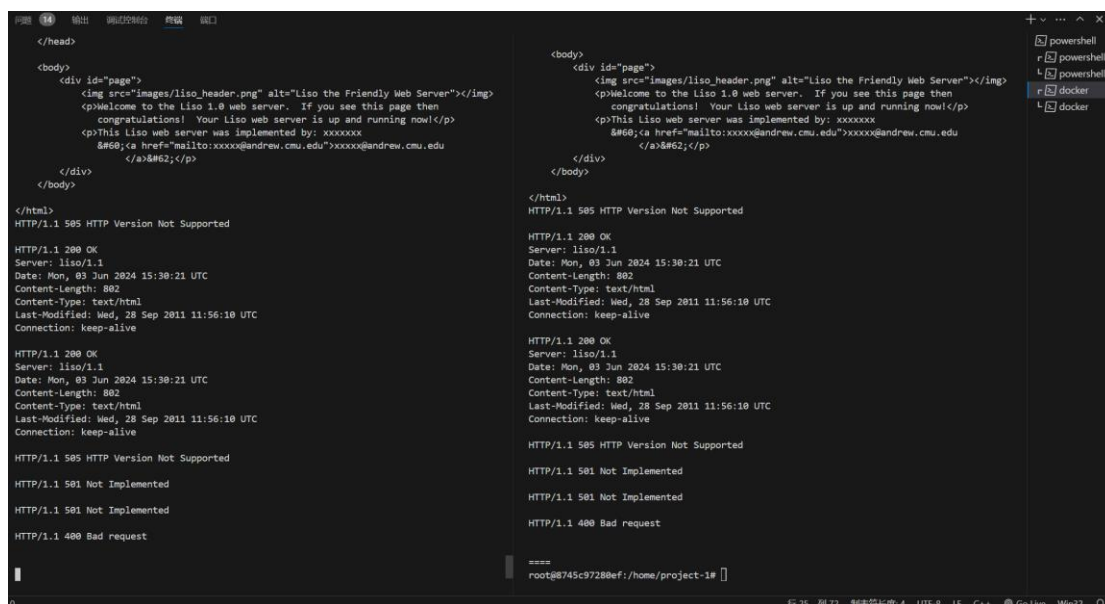 问题 14 输出 调试控制台 终端 端口
</head>
<body>
<div id="page">
<img src="images/liso_header.png" alt="Liso the Friendly Web Server"></img>
<p>Welcome to the Liso 1.0 web server. If you see this page then
congratulations! Your Liso web server is up and running now!</p>
<p>This Liso web server was implemented by: xxxxxxx
&#60;<a href="mailto:xxxxx@andrew.cmu.edu">xxxxx@andrew.cmu.edu
</a>&#62;</p>
</div>
</body>
</html>
HTTP/1.1 505 HTTP Version Not Supported
HTTP/1.1 200 OK
Server: liso/1.1
Date: Mon, 03 Jun 2024 15:30:21 UTC
Content-Length: 802
Content-Type: text/html
Last-Modified: Wed, 28 Sep 2011 11:56:10 UTC
Connection: keep-alive
HTTP/1.1 200 OK
Server: liso/1.1
Date: Mon, 03 Jun 2024 15:30:21 UTC
Content-Length: 802
Content-Type: text/html
Last-Modified: Wed, 28 Sep 2011 11:56:10 UTC
Connection: keep-alive
HTTP/1.1 505 HTTP Version Not Supported
HTTP/1.1 501 Not Implemented
HTTP/1.1 501 Not Implemented
HTTP/1.1 400 Bad request
<body>
<div id="page">
<img src="images/liso_header.png" alt="Liso the Friendly Web Server"></img>
<p>Welcome to the Liso 1.0 web server. If you see this page then
congratulations! Your Liso web server is up and running now!</p>
<p>This Liso web server was implemented by: xxxxxxx
&#60;<a href="mailto:xxxxx@andrew.cmu.edu">xxxxx@andrew.cmu.edu
</a>&#62;</p>
</div>
</body>
</html>
HTTP/1.1 505 HTTP Version Not Supported
HTTP/1.1 200 OK
Server: liso/1.1
Date: Mon, 03 Jun 2024 15:30:21 UTC
Content-Length: 802
Content-Type: text/html
Last-Modified: Wed, 28 Sep 2011 11:56:10 UTC
Connection: keep-alive
HTTP/1.1 200 OK
Server: liso/1.1
Date: Mon, 03 Jun 2024 15:30:21 UTC
Content-Length: 802
Content-Type: text/html
Last-Modified: Wed, 28 Sep 2011 11:56:10 UTC
Connection: keep-alive
HTTP/1.1 505 HTTP Version Not Supported
HTTP/1.1 501 Not Implemented
HTTP/1.1 501 Not Implemented
HTTP/1.1 400 Bad request
====
root@8745c97280ef:/home/project-1#
powershell
powershell
powershell
docker
docker